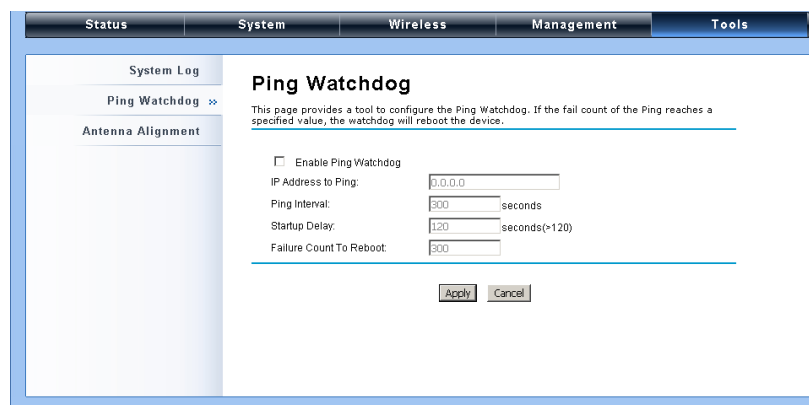 Status System Wireless Management Tools
System Log
Ping Watchdog »
Antenna Alignment
Ping Watchdog
This page provides a tool to configure the Ping Watchdog. If the fail count of the Ping reaches a
specified value, the watchdog will reboot the device.
Enable Ping Watchdog
IP Address to Ping: 0.0.0.0
Ping Interval: 300 seconds
Startup Delay: 120 seconds(>120)
Failure Count To Reboot: 300
Apply Cancel